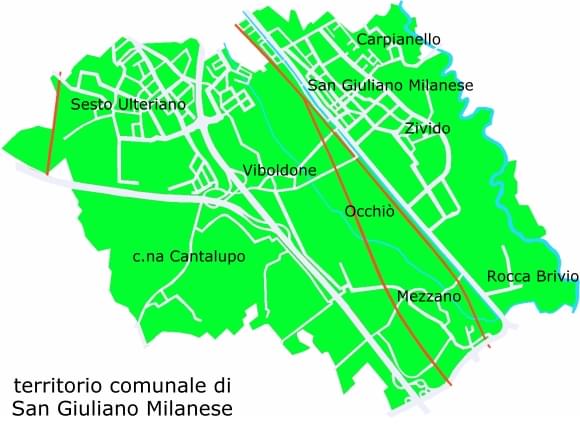 Carpianello
San Giuliano Milanese
Sesto Ulteriano
Zivido
Viboldone
Occhiò
c.na Cantalupo
Rocca Brivio
Mezzano
territorio comunale di
San Giuliano Milanese